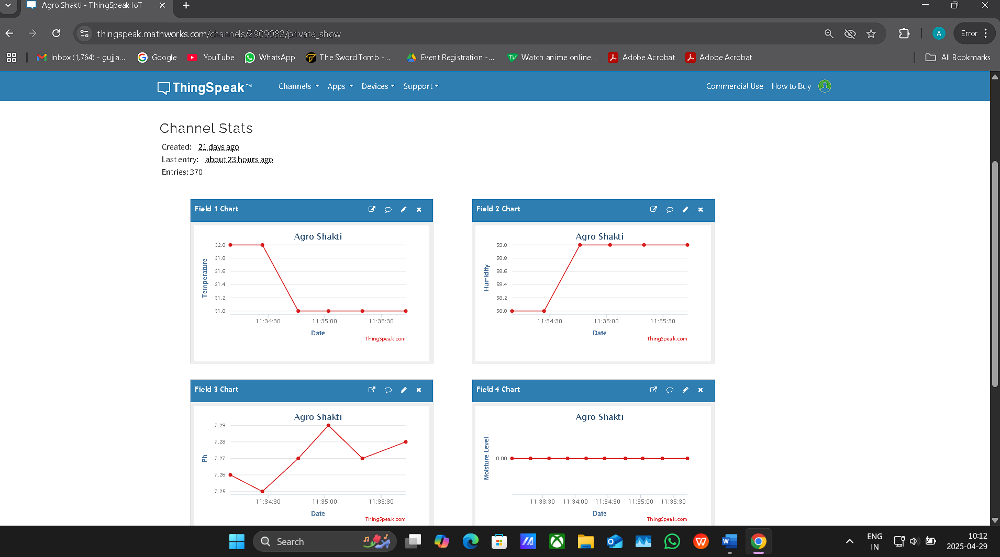 Agro Shakti - ThingSpeak IoT
thingspeak.mathworks.com/channels/2909082/private_show
A
Error
Inbox (1,764) - gujja...
Google
YouTube
WhatsApp
The Sword Tomb -...
Event Registration -...
Watch anime online...
Adobe Acrobat
Adobe Acrobat
All Bookmarks
ThingSpeak™
Channels
Apps
Devices
Support
Commercial Use
How to Buy
Channel Stats
Created: 21 days ago
Last entry: about 23 hours ago
Entries: 370
Field 1 Chart
Agro Shakti
Temperature
32.0
31.8
31.6
31.4
31.2
31.0
11:34:30 11:35:00 11:35:30
Date
ThingSpeak.com
Field 2 Chart
Agro Shakti
Humidity
59.0
58.8
58.6
58.4
58.2
58.0
11:34:30 11:35:00 11:35:30
Date
ThingSpeak.com
Field 3 Chart
Agro Shakti
Ph
7.29
7.28
7.27
7.26
7.25
11:34:30 11:35:00 11:35:30
Date
ThingSpeak.com
Field 4 Chart
Agro Shakti
Moisture Level
0.00
11:33:30 11:34:00 11:34:30 11:35:00 11:35:30
Date
ThingSpeak.com
Search
ENG
IN
10:12
2025-04-29